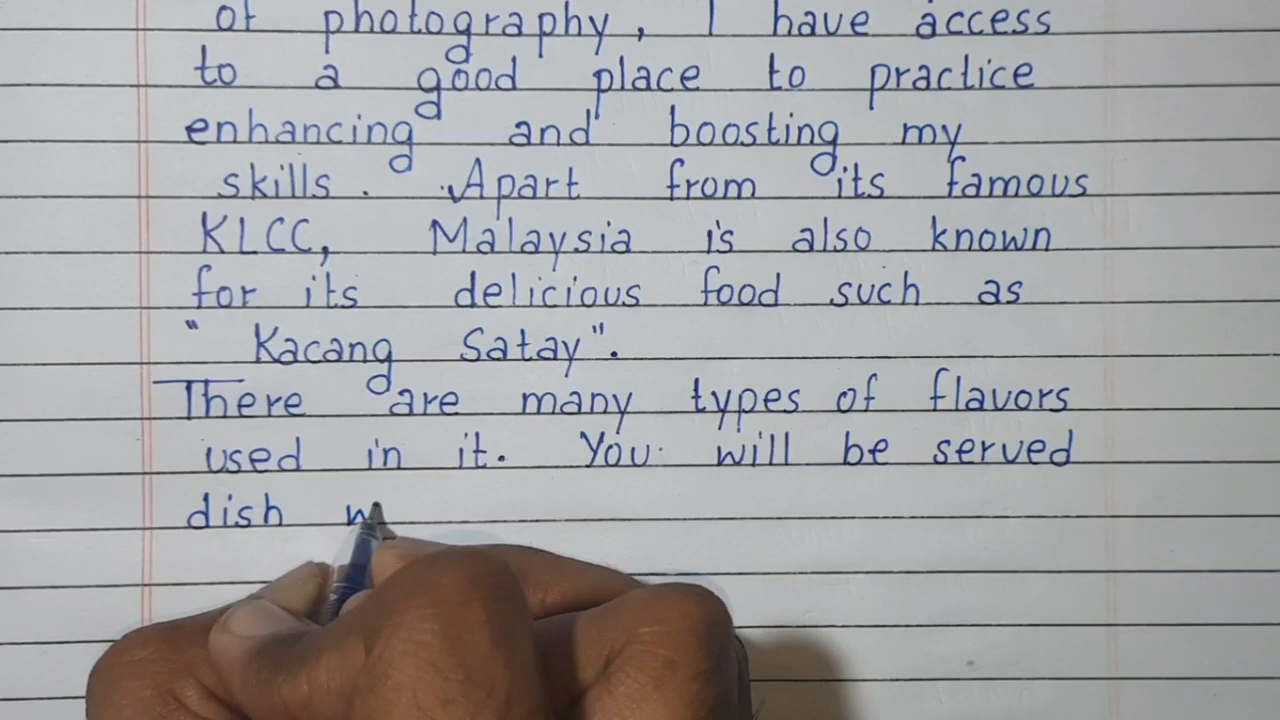 of photography, I have access
to a good place to practice
enhancing and boosting my
skills. Apart from its famous
KLCC, Malaysia is also known
for its delicious food such as
" Kacang Satay".
There are many types of flavors
used in it. You will be served
dish